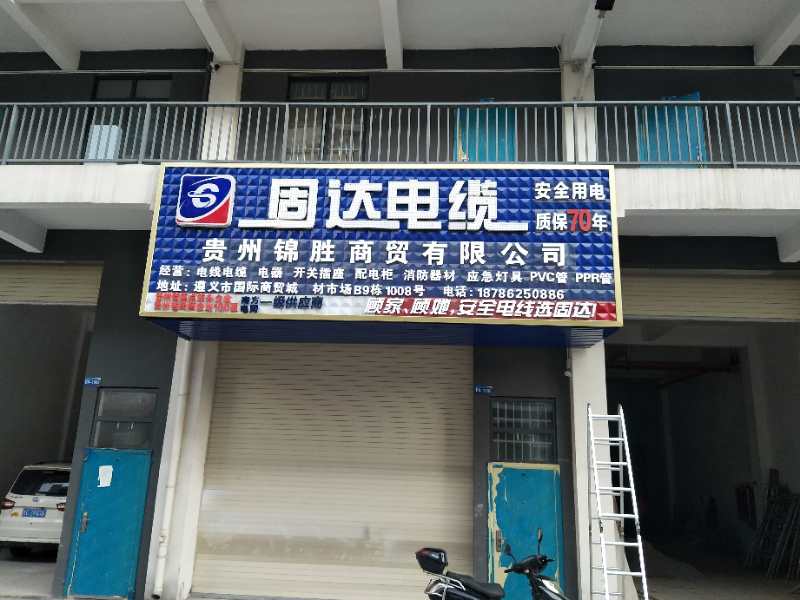 固达电缆
安全用电
质保70年
贵州锦胜商贸有限公司
经营：电线电缆 电器 开关插座 配电柜 消防器材 应急灯具 PVC管 PPR管
地址：遵义市国际商贸城 材市场B9栋1008号 电话：18786250886
南方电网 一级供应商
顾家、顾她，安全电线选固达